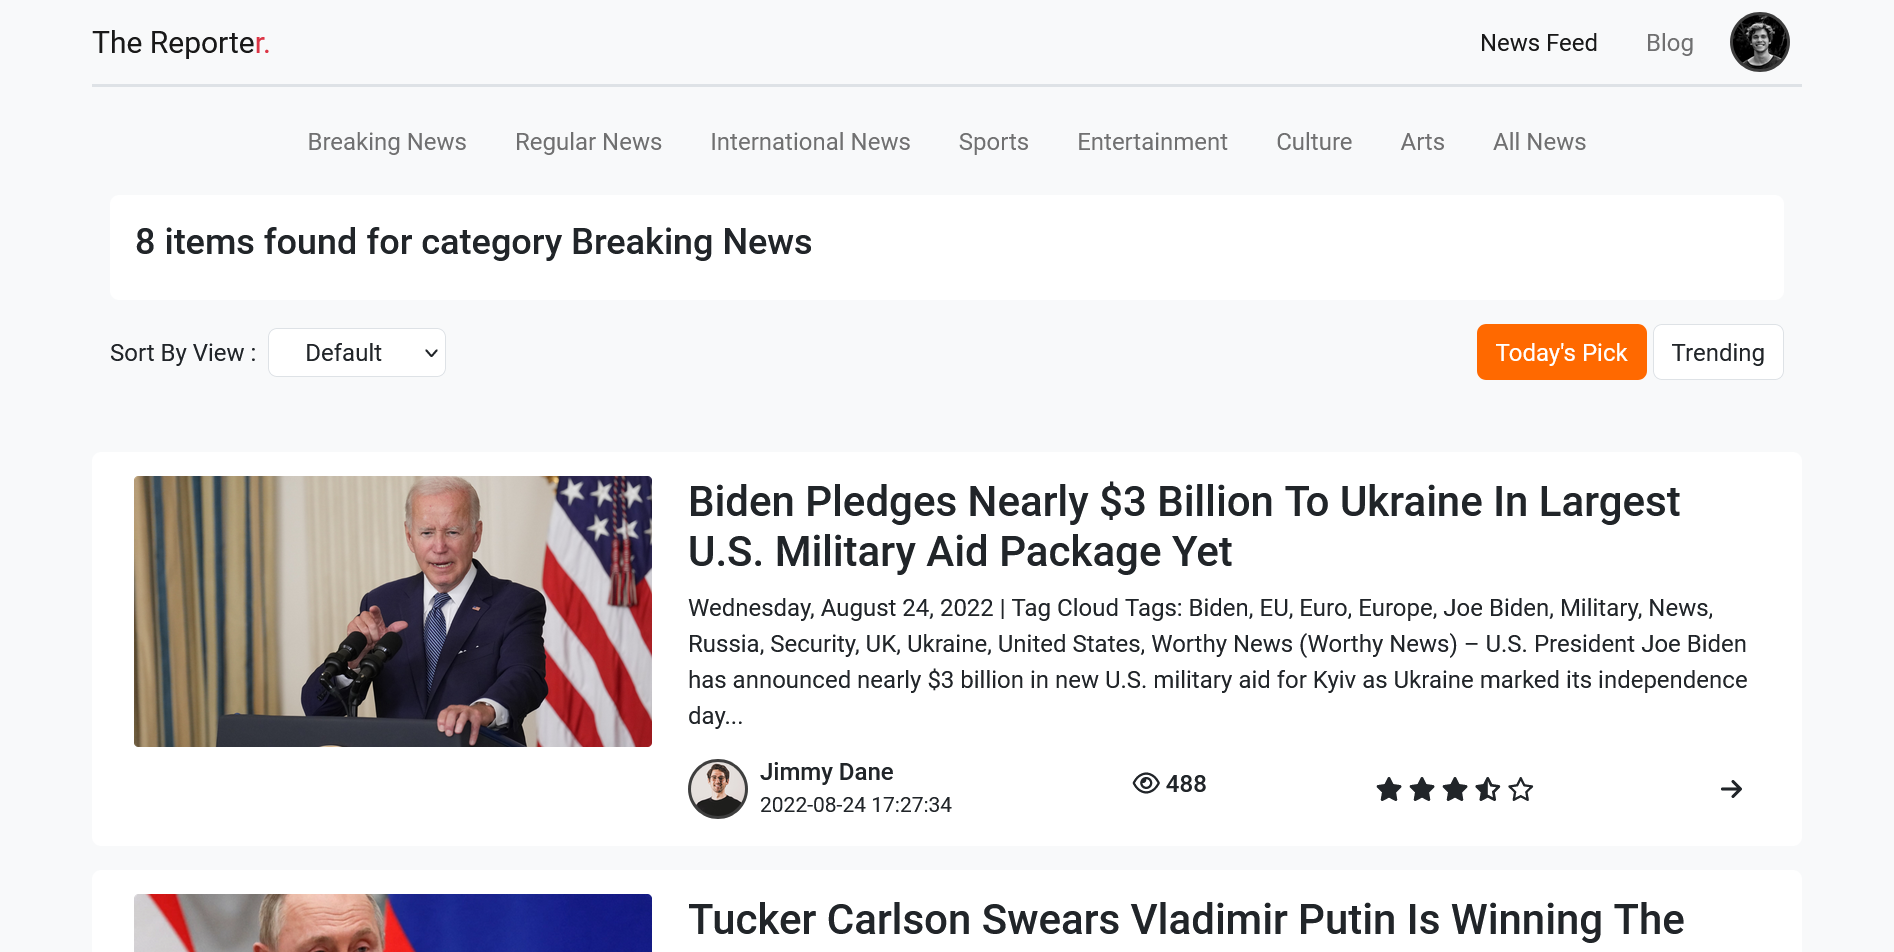 The Reporter.
News Feed
Blog
Breaking News
Regular News
International News
Sports
Entertainment
Culture
Arts
All News
8 items found for category Breaking News
Sort By View :
Default
Today's Pick
Trending
Biden Pledges Nearly $3 Billion To Ukraine In Largest
U.S. Military Aid Package Yet
Wednesday, August 24, 2022 | Tag Cloud Tags: Biden, EU, Euro, Europe, Joe Biden, Military, News,
Russia, Security, UK, Ukraine, United States, Worthy News (Worthy News) – U.S. President Joe Biden
has announced nearly $3 billion in new U.S. military aid for Kyiv as Ukraine marked its independence
day...
Jimmy Dane
2022-08-24 17:27:34
488
Tucker Carlson Swears Vladimir Putin Is Winning The